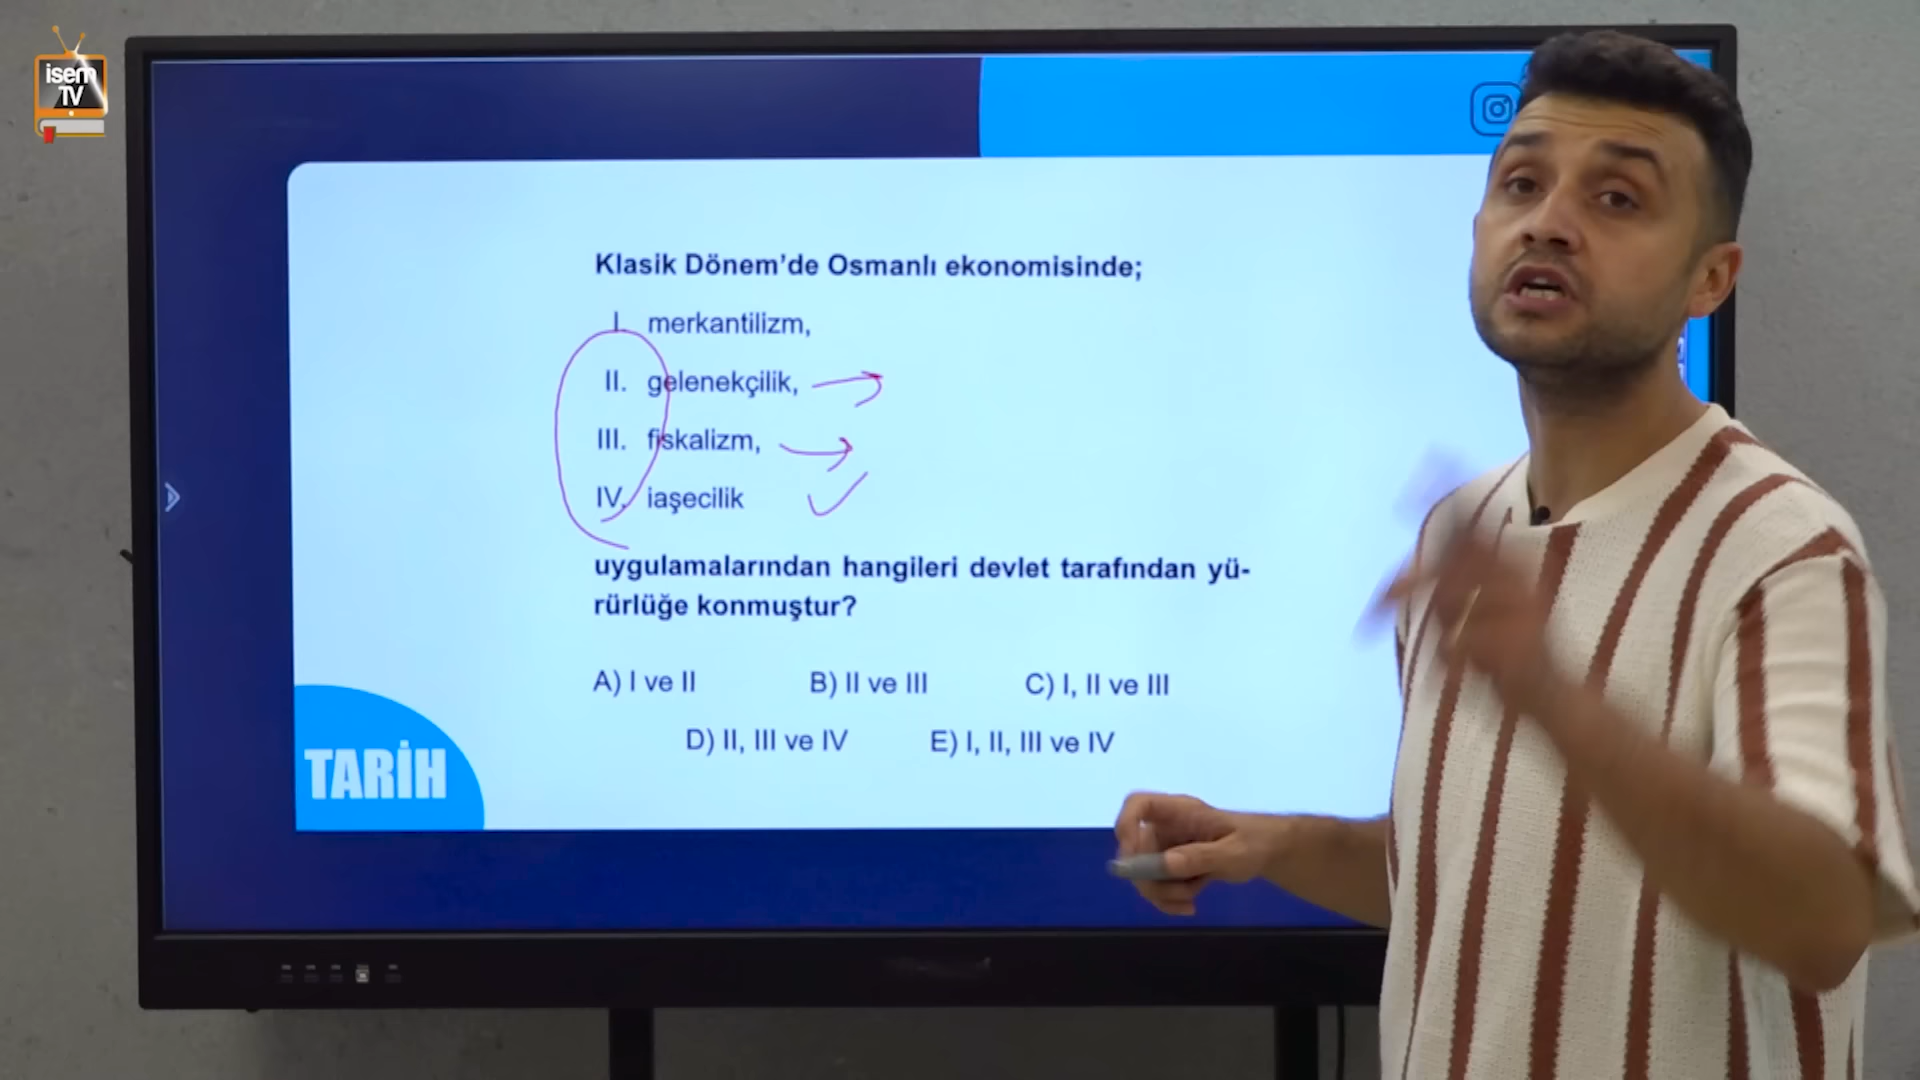 isem
TV
Klasik Dönem'de Osmanlı ekonomisinde;
I. merkantilizm,
II. gelenekçilik,
III. fiskalizm,
IV. iaşecilik
uygulamalarından hangileri devlet tarafından yü-
rürlüğe konmuştur?
A) I ve II B) II ve III C) I, II ve III
D) II, III ve IV E) I, II, III ve IV
TARİH